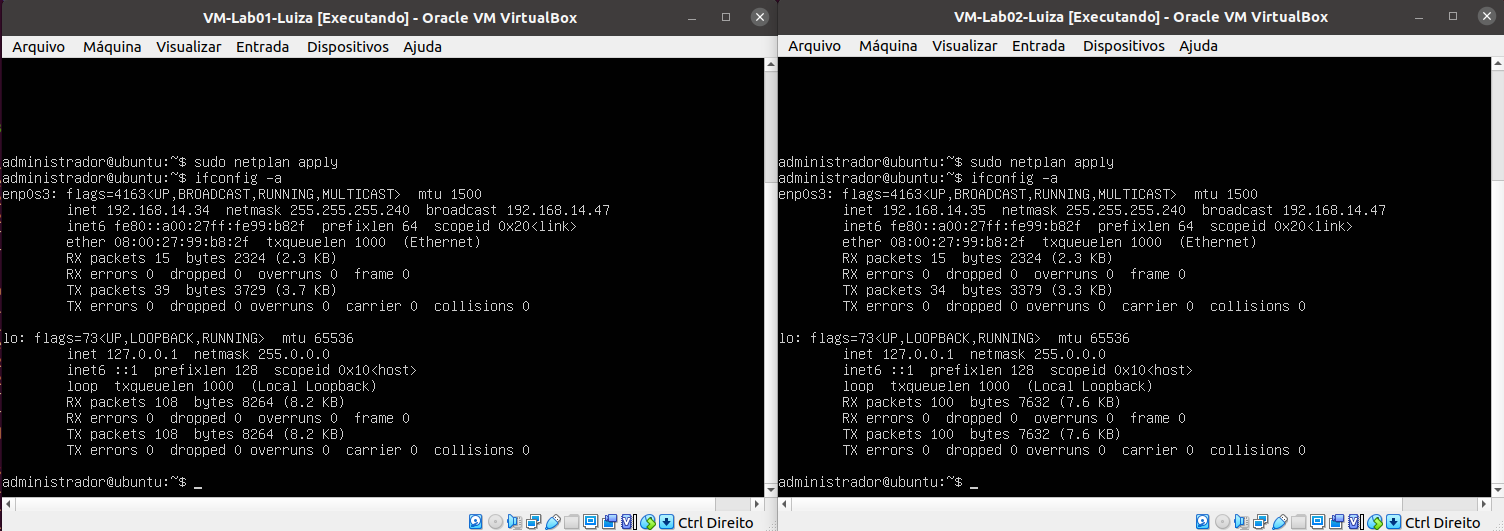 VM-Lab01-Luiza [Executando] - Oracle VM VirtualBox
Arquivo Máquina Visualizar Entrada Dispositivos Ajuda
administrador@ubuntu:~$ sudo netplan apply
administrador@ubuntu:~$ ifconfig -a
enp0s3: flags=4163<UP,BROADCAST,RUNNING,MULTICAST>  mtu 1500
        inet 192.168.14.34  netmask 255.255.255.240  broadcast 192.168.14.47
        inet6 fe80::a00:27ff:fe99:b82f  prefixlen 64  scopeid 0x20<link>
        ether 08:00:27:99:b8:2f  txqueuelen 1000  (Ethernet)
        RX packets 15  bytes 2324 (2.3 KB)
        RX errors 0  dropped 0  overruns 0  frame 0
        TX packets 39  bytes 3729 (3.7 KB)
        TX errors 0  dropped 0 overruns 0  carrier 0  collisions 0
lo: flags=73<UP,LOOPBACK,RUNNING>  mtu 65536
        inet 127.0.0.1  netmask 255.0.0.0
        inet6 ::1  prefixlen 128  scopeid 0x10<host>
        loop  txqueuelen 1000  (Local Loopback)
        RX packets 108  bytes 8264 (8.2 KB)
        RX errors 0  dropped 0  overruns 0  frame 0
        TX packets 108  bytes 8264 (8.2 KB)
        TX errors 0  dropped 0 overruns 0  carrier 0  collisions 0
administrador@ubuntu:~$ _
Ctrl Direito
VM-Lab02-Luiza [Executando] - Oracle VM VirtualBox
Arquivo Máquina Visualizar Entrada Dispositivos Ajuda
administrador@ubuntu:~$ sudo netplan apply
administrador@ubuntu:~$ ifconfig -a
enp0s3: flags=4163<UP,BROADCAST,RUNNING,MULTICAST>  mtu 1500
        inet 192.168.14.35  netmask 255.255.255.240  broadcast 192.168.14.47
        inet6 fe80::a00:27ff:fe99:b82f  prefixlen 64  scopeid 0x20<link>
        ether 08:00:27:99:b8:2f  txqueuelen 1000  (Ethernet)
        RX packets 15  bytes 2324 (2.3 KB)
        RX errors 0  dropped 0  overruns 0  frame 0
        TX packets 34  bytes 3379 (3.3 KB)
        TX errors 0  dropped 0 overruns 0  carrier 0  collisions 0
lo: flags=73<UP,LOOPBACK,RUNNING>  mtu 65536
        inet 127.0.0.1  netmask 255.0.0.0
        inet6 ::1  prefixlen 128  scopeid 0x10<host>
        loop  txqueuelen 1000  (Local Loopback)
        RX packets 100  bytes 7632 (7.6 KB)
        RX errors 0  dropped 0  overruns 0  frame 0
        TX packets 100  bytes 7632 (7.6 KB)
        TX errors 0  dropped 0 overruns 0  carrier 0  collisions 0
administrador@ubuntu:~$ _
Ctrl Direito